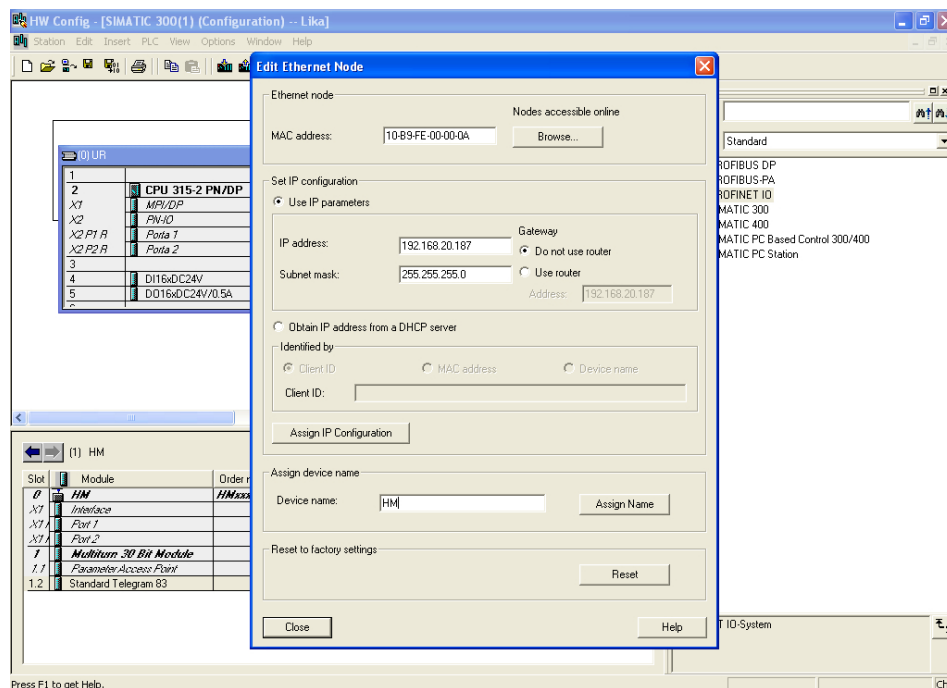 HW Config - [SIMATIC 300(1) (Configuration) -- Lika]
Station Edit Insert PLC View Options Window Help
(0) UR
1
2 CPU 315-2 PN/DP
X1 MPI/DP
X2 PN-IO
X2 P1 R Porta 1
X2 P2 R Porta 2
3
4 DI16xDC24V
5 DO16xDC24V/0.5A
(1) HM
Slot Module Order
0 HM HMxxx
X1 Interface
X1 Port 1
X1 Port 2
1 Multiturn 30 Bit Module
1.1 Parameter Access Point
1.2 Standard Telegram 83
Press F1 to get Help.
Edit Ethernet Node
Ethernet node
Nodes accessible online
MAC address: 10-B9-FE-00-00-0A Browse...
Set IP configuration
Use IP parameters
Gateway
IP address: 192.168.20.187 Do not use router
Subnet mask: 255.255.255.0 Use router
Address: 192.168.20.187
Obtain IP address from a DHCP server
Identified by
Client ID MAC address Device name
Client ID:
Assign IP Configuration
Assign device name
Device name: HM Assign Name
Reset to factory settings
Reset
Close Help
Standard
ROFIBUS DP
ROFIBUS-PA
ROFINET IO
MATIC 300
MATIC 400
MATIC PC Based Control 300/400
MATIC PC Station
T IO-System
Ch